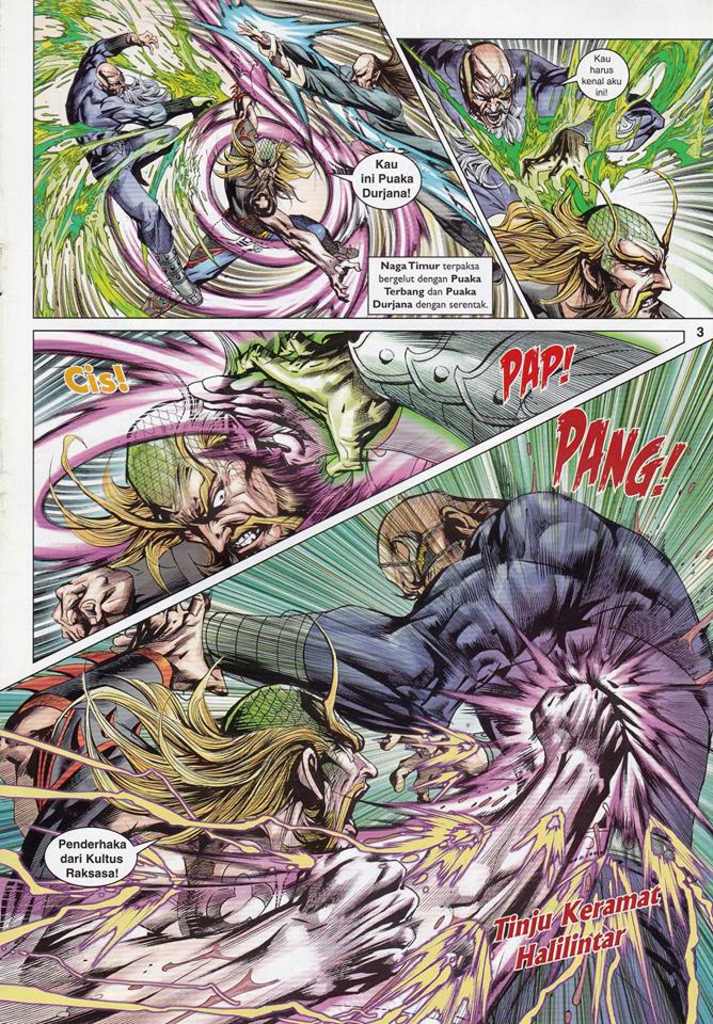 Kau
ini Puaka
Durjana!
Naga Timur terpaksa
bergelut dengan Puaka
Terbang dan Puaka
Durjana dengan serentak.
Kau
harus
kenal aku
ini!
3
Cis!
PAP!
PANG!
Penderhaka
dari Kultus
Raksasa!
Tinju Keramat
Halilintar